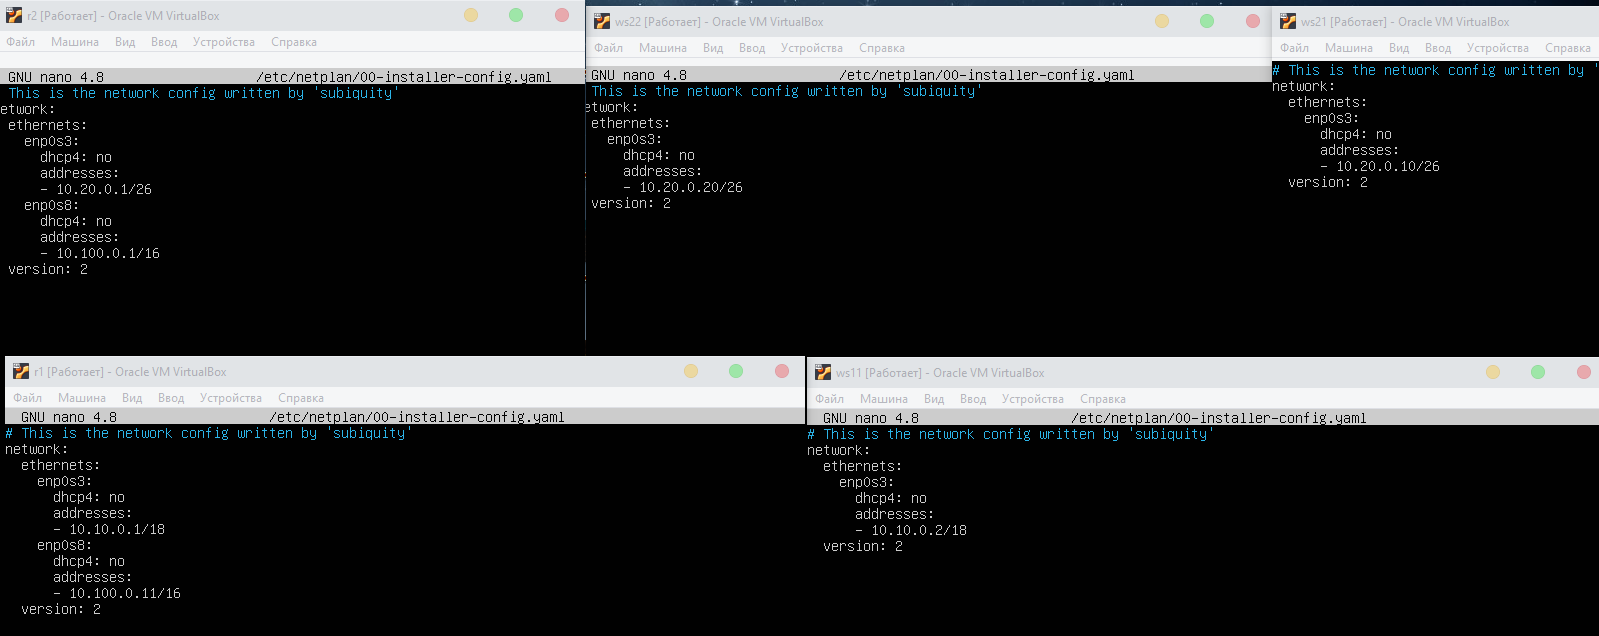 r2 [Работает] - Oracle VM VirtualBox
Файл Машина Вид Ввод Устройства Справка
GNU nano 4.8 /etc/netplan/00-installer-config.yaml
This is the network config written by 'subiquity'
etwork:
ethernets:
enp0s3:
dhcp4: no
addresses:
- 10.20.0.1/26
enp0s8:
dhcp4: no
addresses:
- 10.100.0.1/16
version: 2
ws22 [Работает] - Oracle VM VirtualBox
Файл Машина Вид Ввод Устройства Справка
GNU nano 4.8 /etc/netplan/00-installer-config.yaml
This is the network config written by 'subiquity'
etwork:
ethernets:
enp0s3:
dhcp4: no
addresses:
- 10.20.0.20/26
version: 2
ws21 [Работает] - Oracle VM VirtualBox
Файл Машина Вид Ввод Устройства Справка
# This is the network config written by '
network:
ethernets:
enp0s3:
dhcp4: no
addresses:
- 10.20.0.10/26
version: 2
r1 [Работает] - Oracle VM VirtualBox
Файл Машина Вид Ввод Устройства Справка
GNU nano 4.8 /etc/netplan/00-installer-config.yaml
# This is the network config written by 'subiquity'
network:
ethernets:
enp0s3:
dhcp4: no
addresses:
- 10.10.0.1/18
enp0s8:
dhcp4: no
addresses:
- 10.100.0.11/16
version: 2
ws11 [Работает] - Oracle VM VirtualBox
Файл Машина Вид Ввод Устройства Справка
GNU nano 4.8 /etc/netplan/00-installer-config.yaml
# This is the network config written by 'subiquity'
network:
ethernets:
enp0s3:
dhcp4: no
addresses:
- 10.10.0.2/18
version: 2